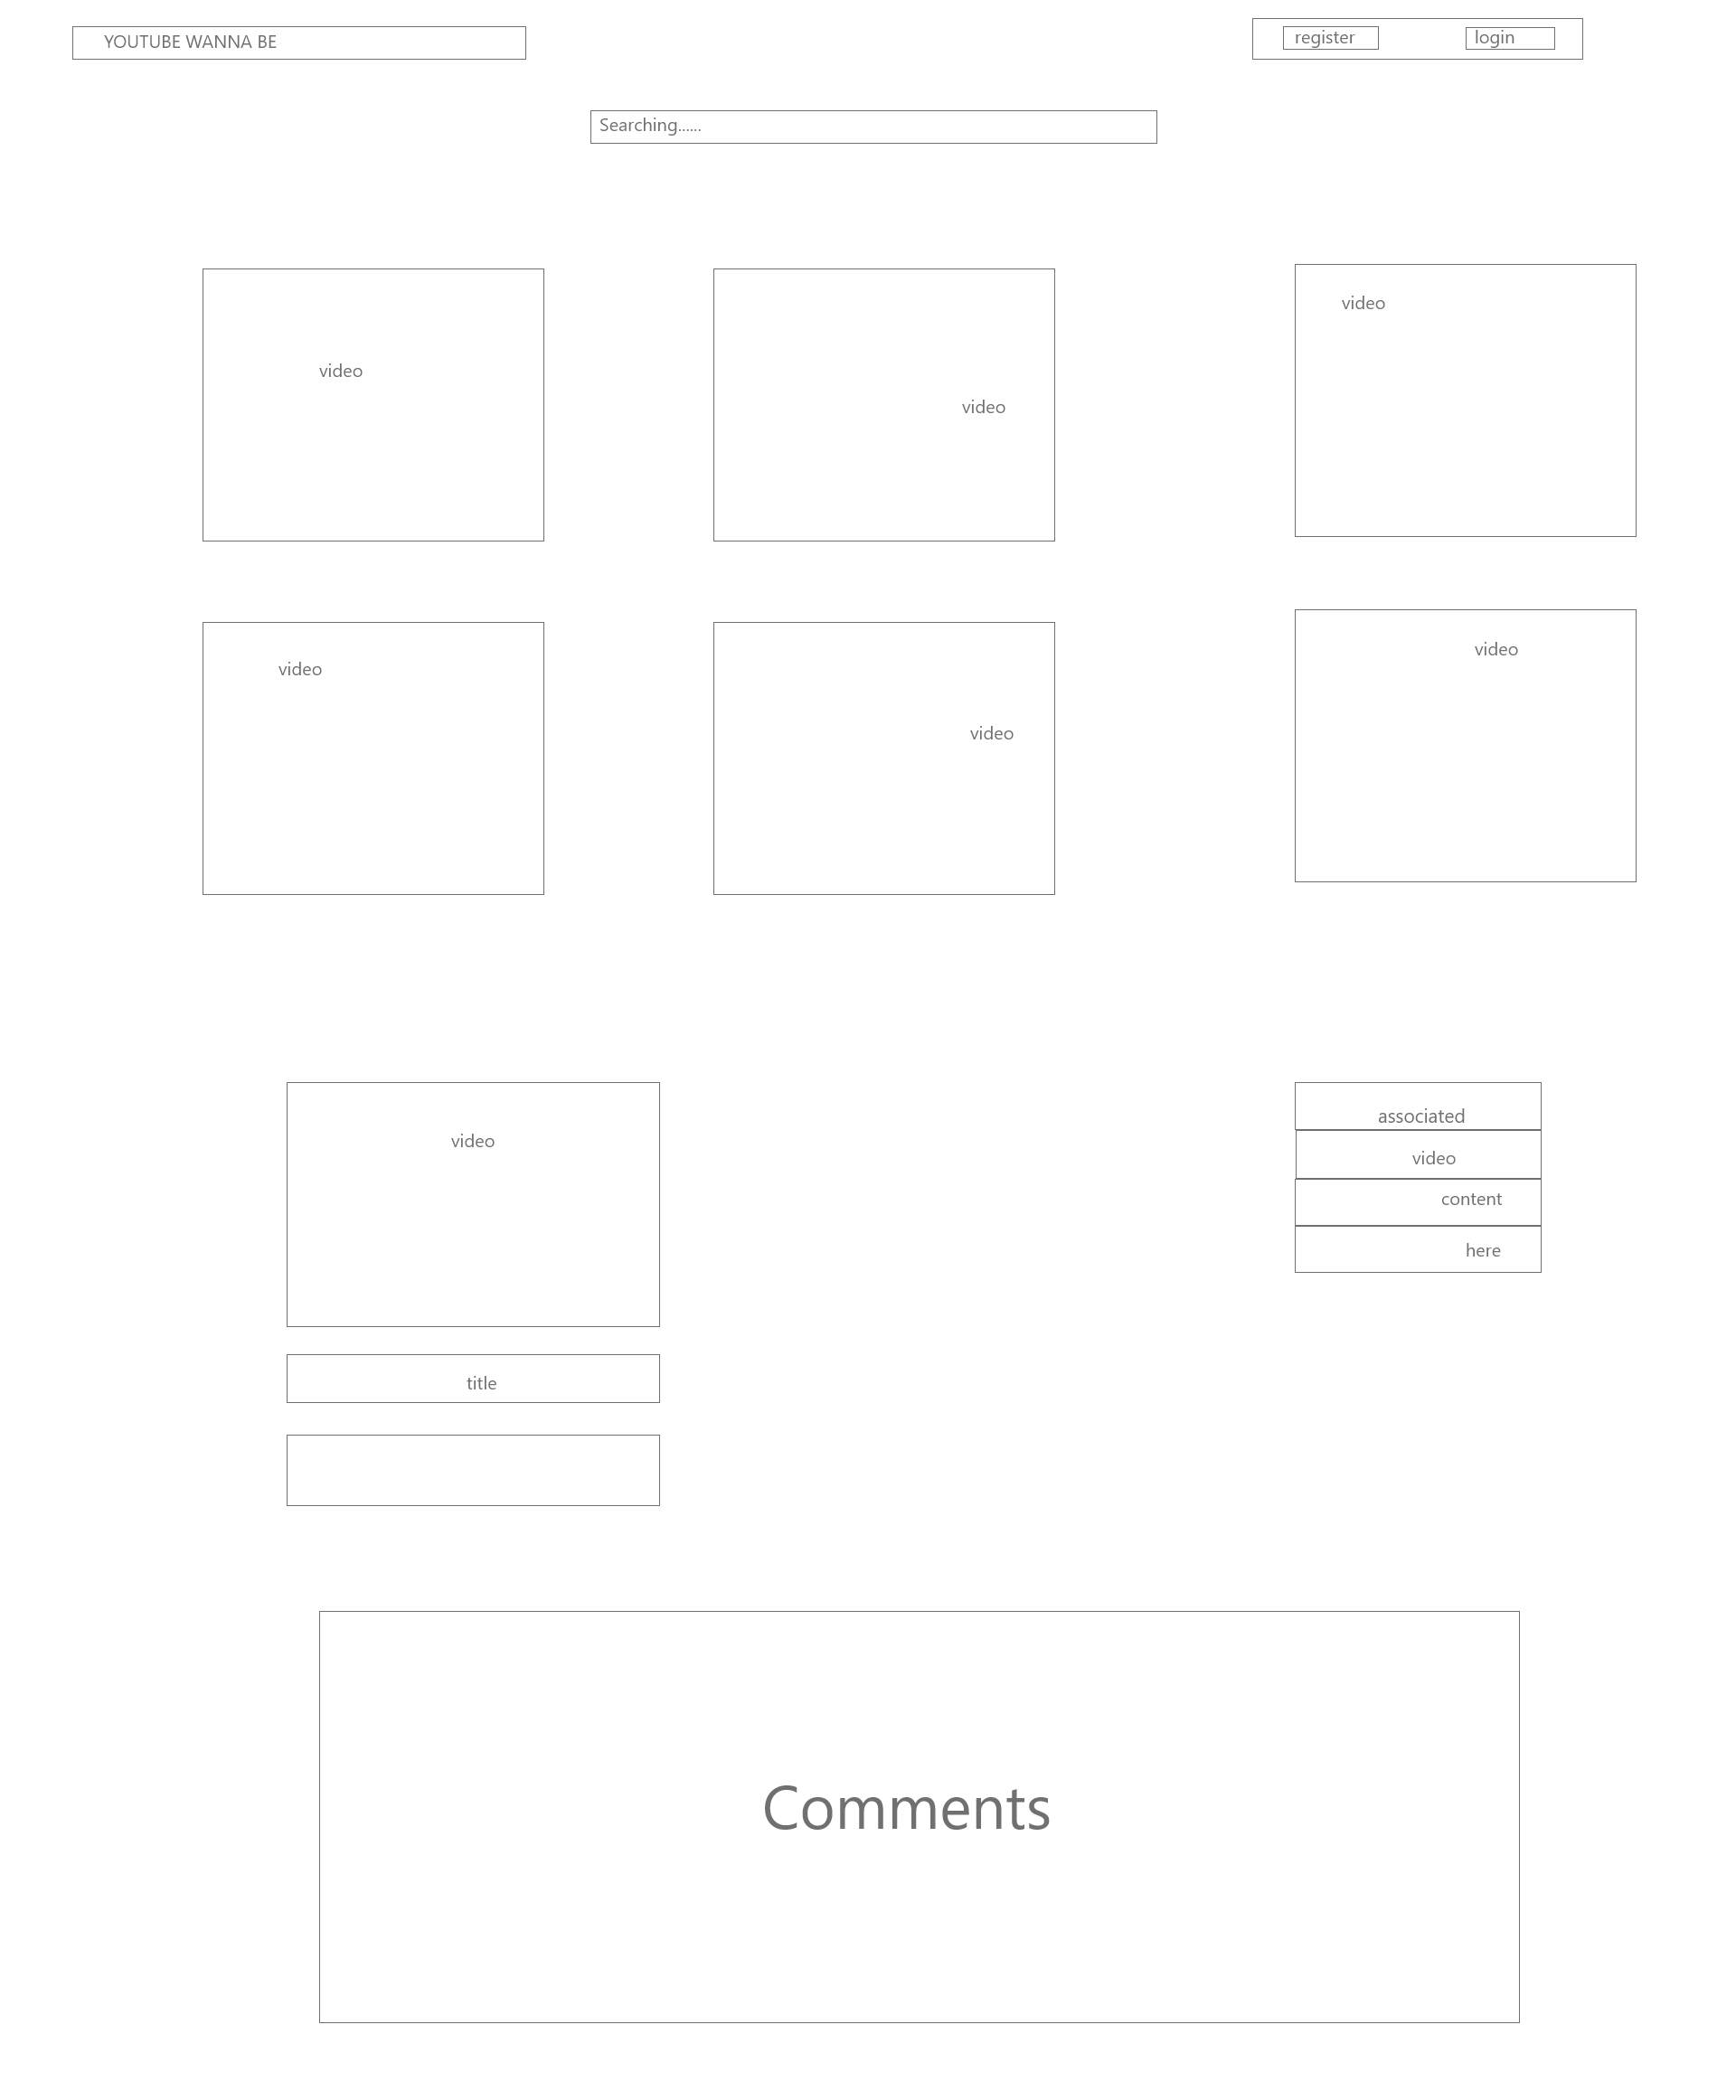 YOUTUBE WANNA BE
register
login
Searching......
video
video
video
video
video
video
video
associated
video
content
here
title
Comments